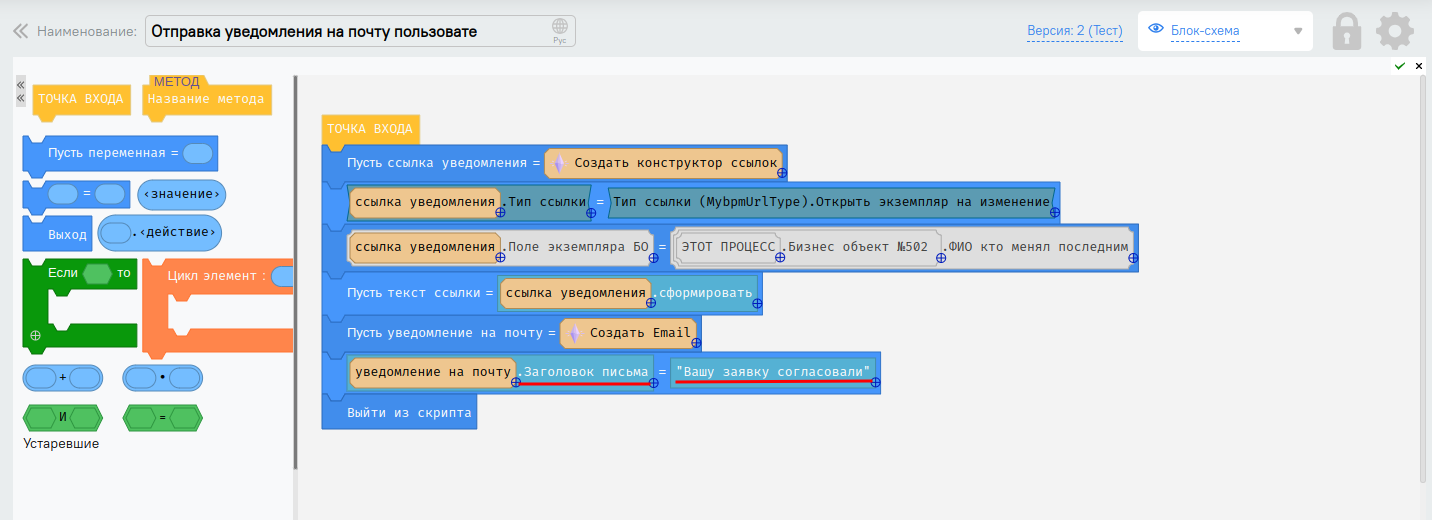 Наименование: Отправка уведомления на почту пользовате Рус Версия: 2 (Тест) Блок-схема
ТОЧКА ВХОДА
МЕТОД
Название метода
Пусть переменная =
= ‹значение›
Выход .‹действие›
Если то
Цикл элемент :
+ •
И =
Устаревшие
ТОЧКА ВХОДА
Пусть ссылка уведомления = Создать конструктор ссылок
ссылка уведомления.Тип ссылки = Тип ссылки (MybpmUrlType).Открыть экземпляр на изменение
ссылка уведомления.Поле экземпляра БО = ЭТОТ ПРОЦЕСС.Бизнес объект №502 .ФИО кто менял последним
Пусть текст ссылки = ссылка уведомления.сформировать
Пусть уведомление на почту = Создать Email
уведомление на почту.Заголовок письма = "Вашу заявку согласовали"
Выйти из скрипта